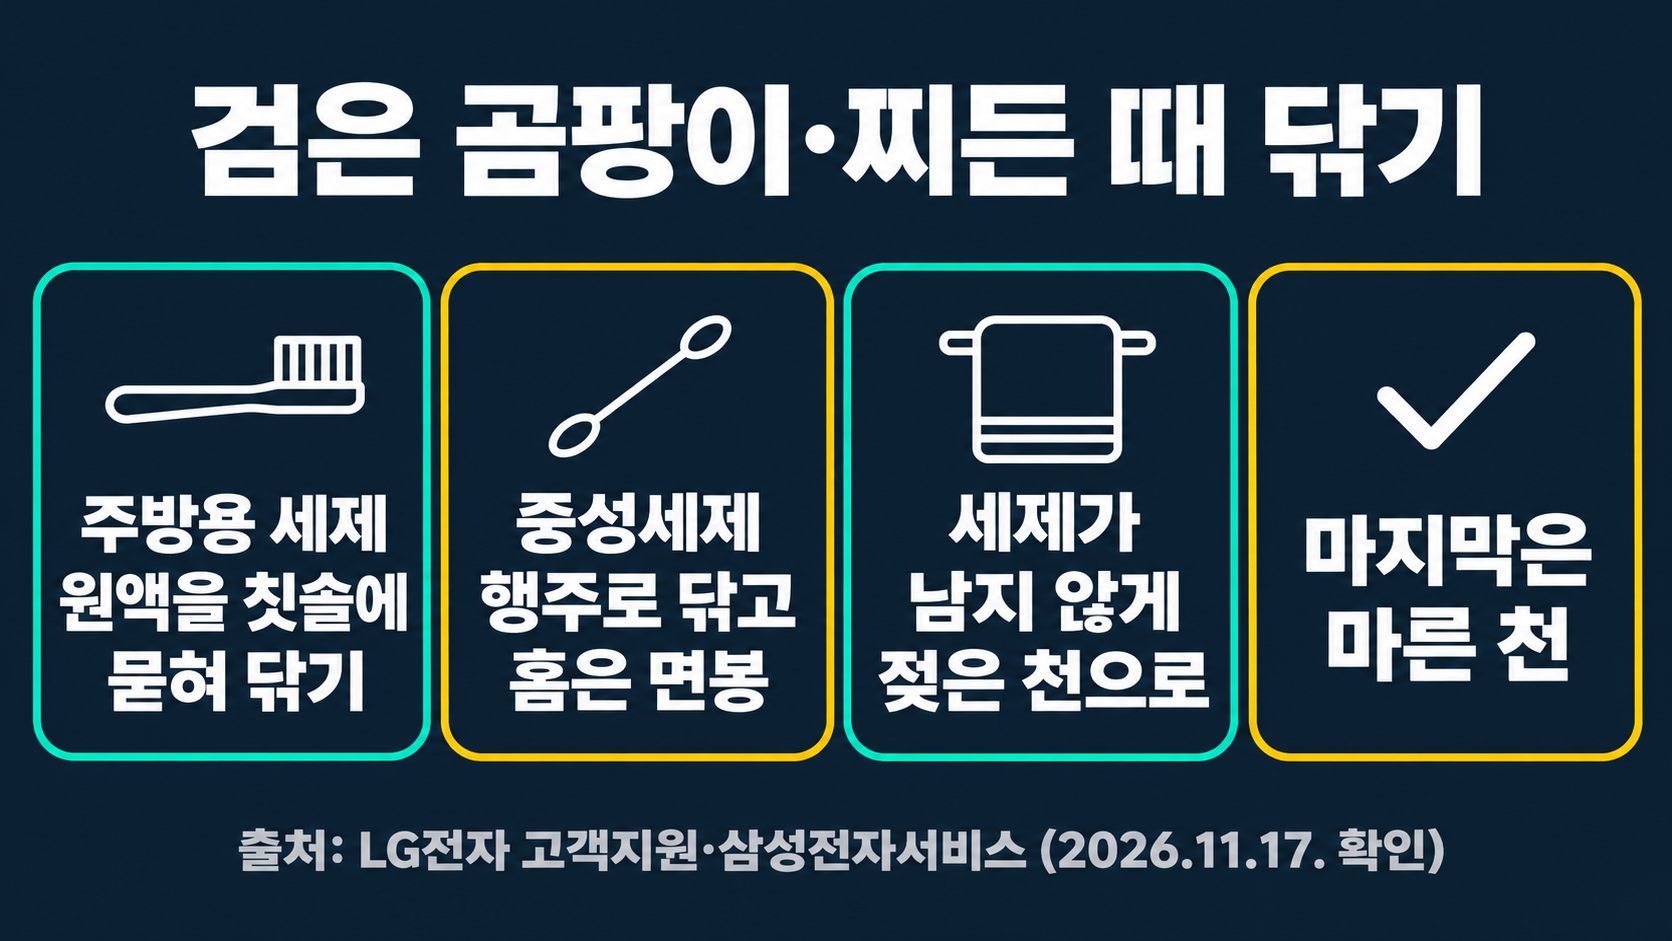 검은 곰팡이·찌든 때 닦기
주방용 세제
원액을 칫솔에
묻혀 닦기
중성세제
행주로 닦고
홈은 면봉
세제가
남지 않게
젖은 천으로
마지막은
마른 천
출처: LG전자 고객지원·삼성전자서비스 (2026.11.17. 확인)